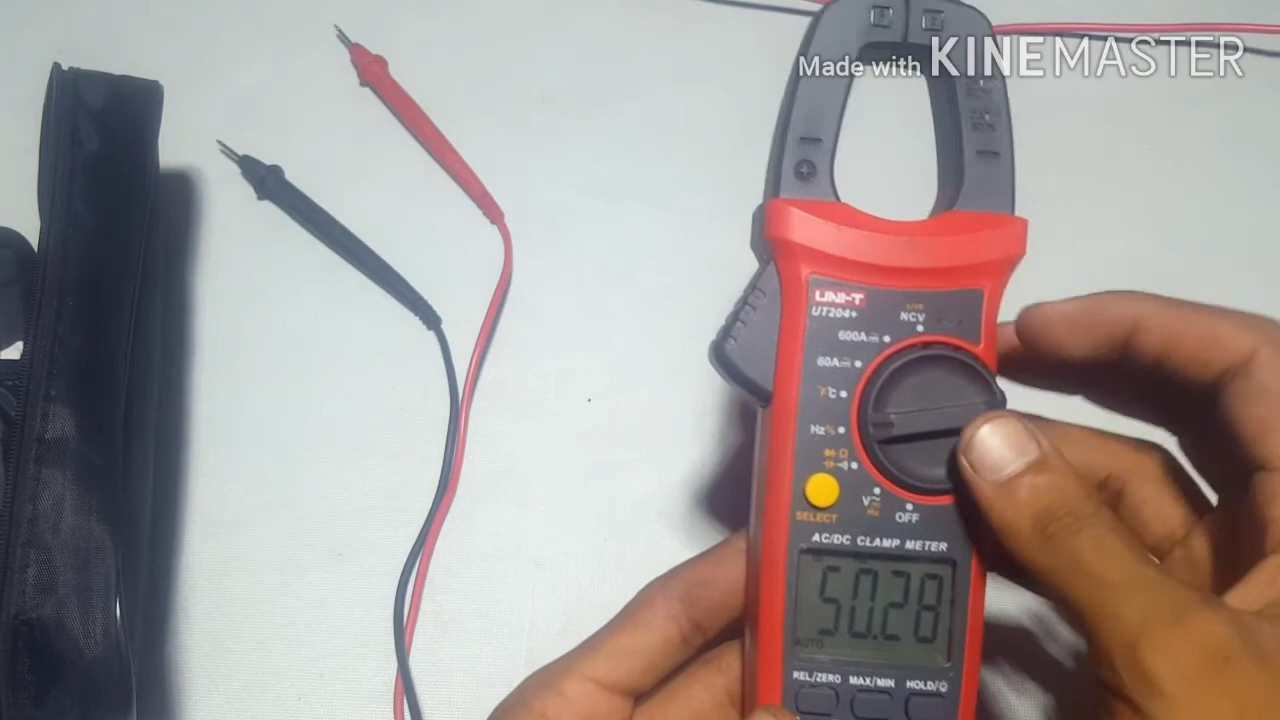 Made with KINEMASTER
UNI-T
UT204+
NCV
600A
60A
°F°C
Hz%
Ω
V
Hz
OFF
SELECT
AC/DC CLAMP METER
50.28
AUTO
REL/ZERO MAX/MIN HOLD/